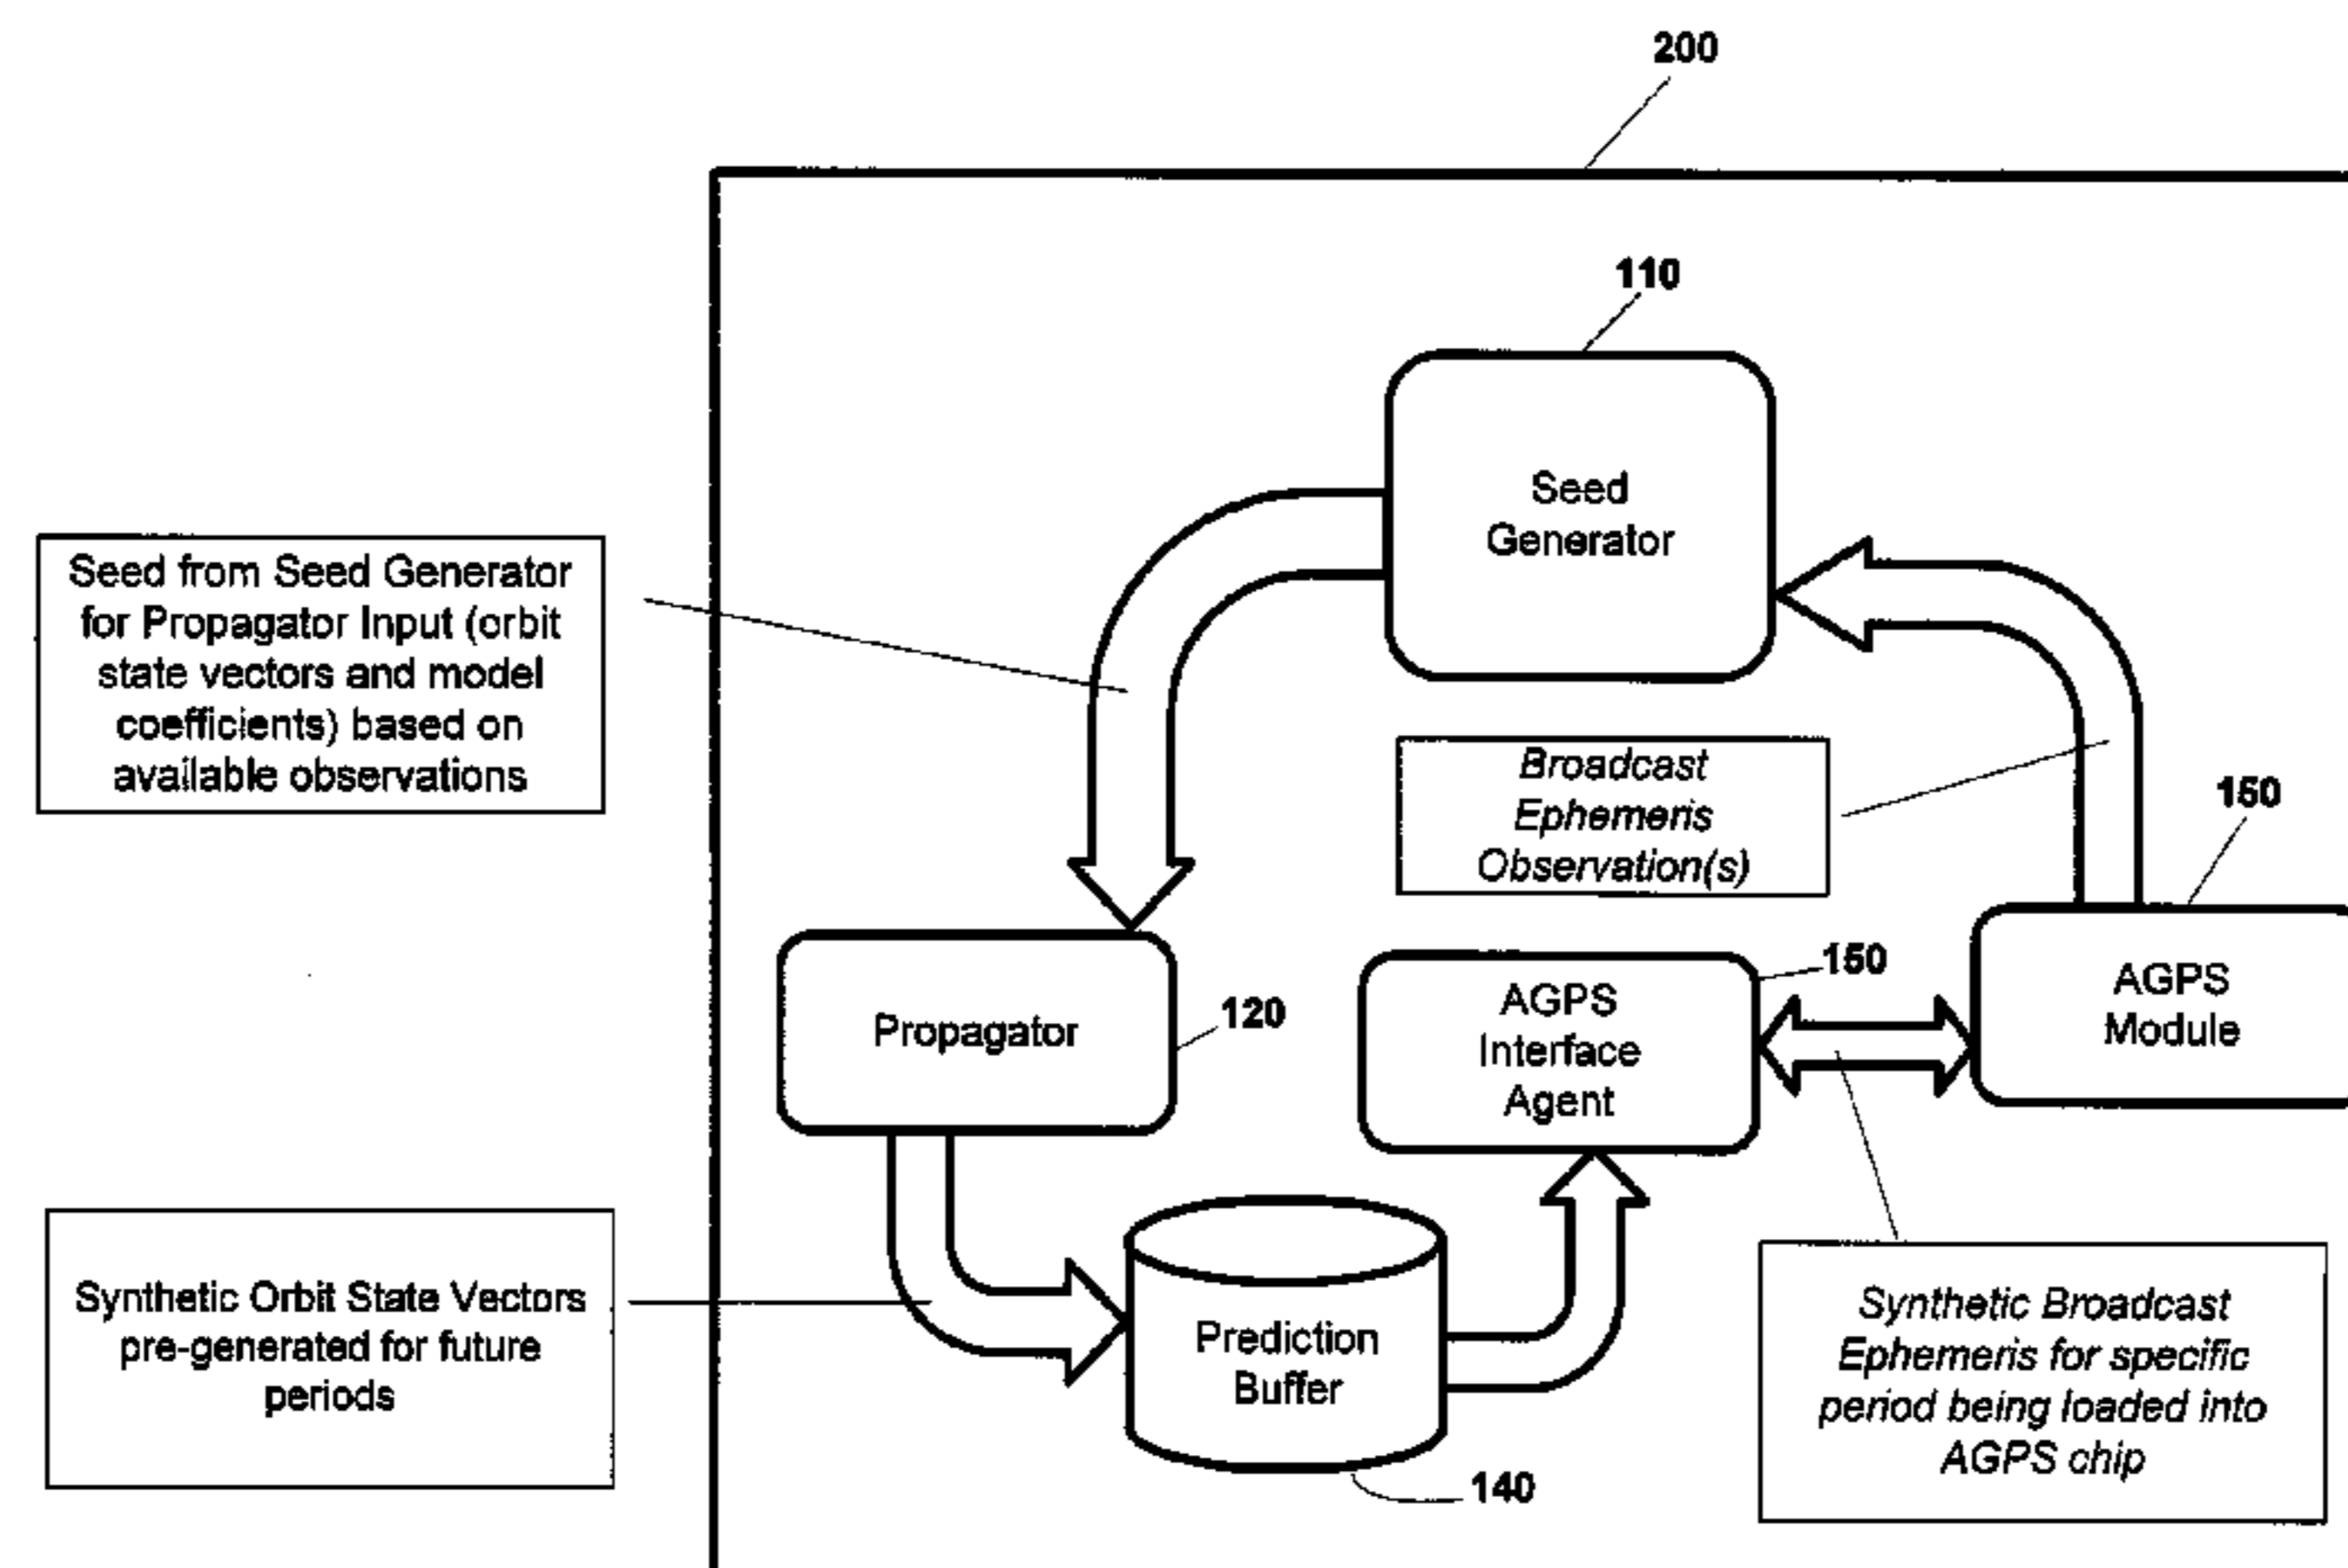 200
110
Seed
Generator
Seed from Seed Generator
for Propagator Input (orbit
state vectors and model
coefficients) based on
available observations
Broadcast
Ephemeris
Observation(s)
150
150
AGPS
Module
AGPS
Interface
Agent
Propagator
120
Synthetic Orbit State Vectors
pre-generated for future
periods
Prediction
Buffer
140
Synthetic Broadcast
Ephemeris for specific
period being loaded into
AGPS chip